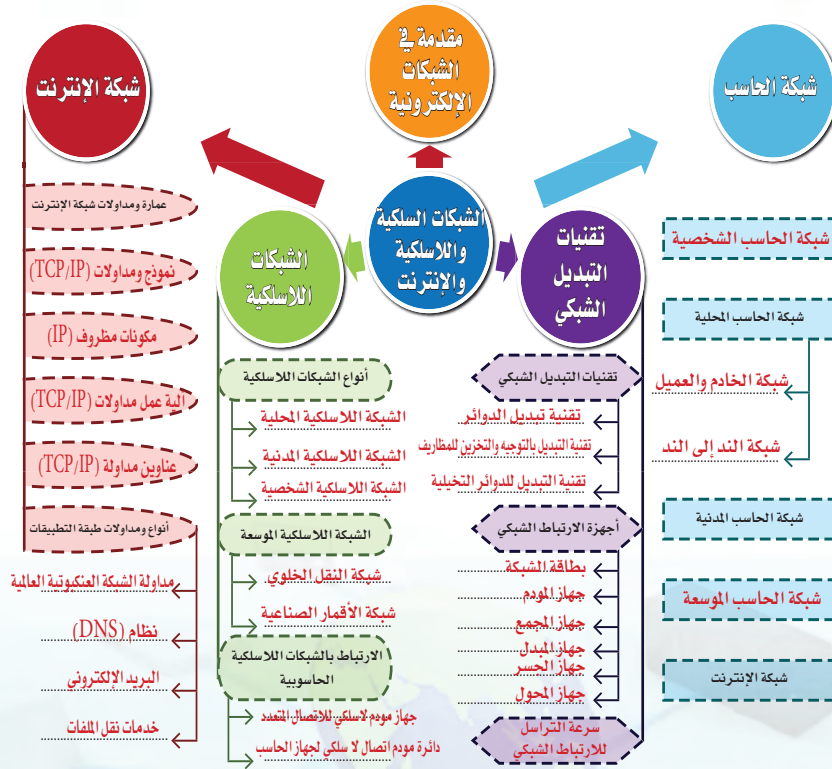 مقدمة في
الشبكات
الإلكترونية
الشبكات السلكية
واللاسلكية
والإنترنت
شبكة الحاسب
شبكة الحاسب الشخصية
شبكة الحاسب المحلية
شبكة الخادم والعميل
شبكة الند إلى الند
شبكة الحاسب المدنية
شبكة الحاسب الموسعة
شبكة الإنترنت
تقنيات
التبديل
الشبكي
تقنيات التبديل الشبكي
تقنية تبديل الدوائر
تقنية التبديل بالتوجيه والتخزين للمظاريف
تقنية التبديل للدوائر التخيلية
أجهزة الارتباط الشبكي
بطاقة الشبكة
جهاز المودم
جهاز المجمع
جهاز المبدل
جهاز الجسر
جهاز المحول
سرعة التراسل
للارتباط الشبكي
الشبكات
اللاسلكية
أنواع الشبكات اللاسلكية
الشبكة اللاسلكية المحلية
الشبكة اللاسلكية المدنية
الشبكة اللاسلكية الشخصية
الشبكة اللاسلكية الموسعة
شبكة النقل الخلوي
شبكة الأقمار الصناعية
الارتباط بالشبكات اللاسلكية
الحاسوبية
جهاز مودم لاسلكي للاتصال المتعدد
دائرة مودم اتصال لا سلكي لجهاز الحاسب
شبكة الإنترنت
عمارة ومداولات شبكة الإنترنت
نموذج ومداولات (TCP/IP)
مكونات مظروف (IP)
الية عمل مداولات (TCP/IP)
عناوين مداولة (TCP/IP)
أنواع ومداولات طبقة التطبيقات
مداولة الشبكة العنكبوتية العالمية
نظام (DNS)
البريد الإلكتروني
خدمات نقل الملفات